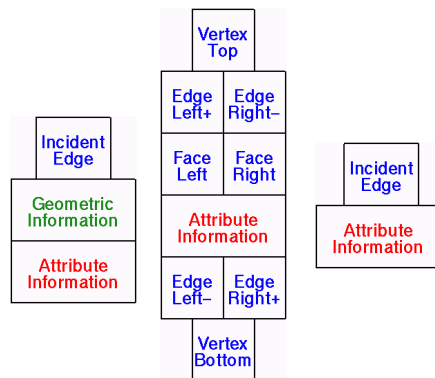 Incident
Edge
Geometric
Information
Attribute
Information
Vertex
Top
Edge
Left+
Edge
Right−
Face
Left
Face
Right
Attribute
Information
Edge
Left−
Edge
Right+
Vertex
Bottom
Incident
Edge
Attribute
Information